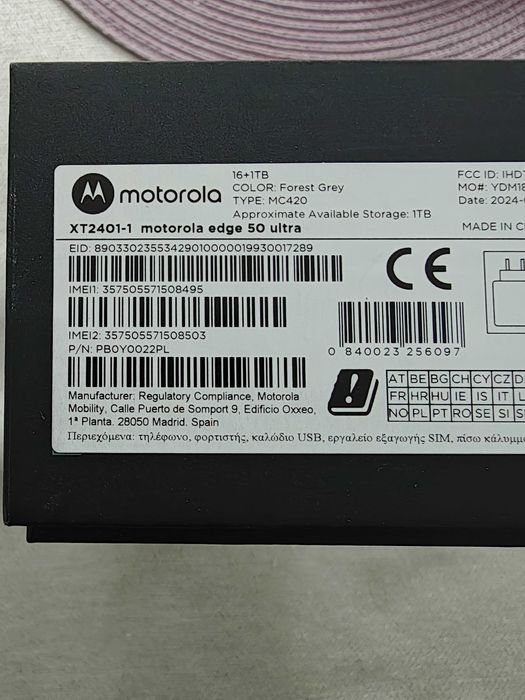 motorola
16+1TB
COLOR: Forest Grey
TYPE: MC420
Approximate Available Storage: 1TB
FCC ID: IHDT
MO#: YDM18
Date: 2024-
XT2401-1 motorola edge 50 ultra
MADE IN C
EID: 89033023553429010000019930017289
CE
IMEI1: 357505571508495
IMEI2: 357505571508503
P/N: PB0Y0022PL
0 840023 256097
Manufacturer: Regulatory Compliance, Motorola
Mobility, Calle Puerto de Somport 9, Edificio Oxxeo,
1ª Planta. 28050 Madrid. Spain
AT BE BG CH CY CZ D
FR HR HU IE IS IT L
NO PL PT RO SE SI S
Περιεχόμενα: τηλέφωνο, φορτιστής, καλώδιο USB, εργαλείο εξαγωγής SIM, πίσω κάλυμμα